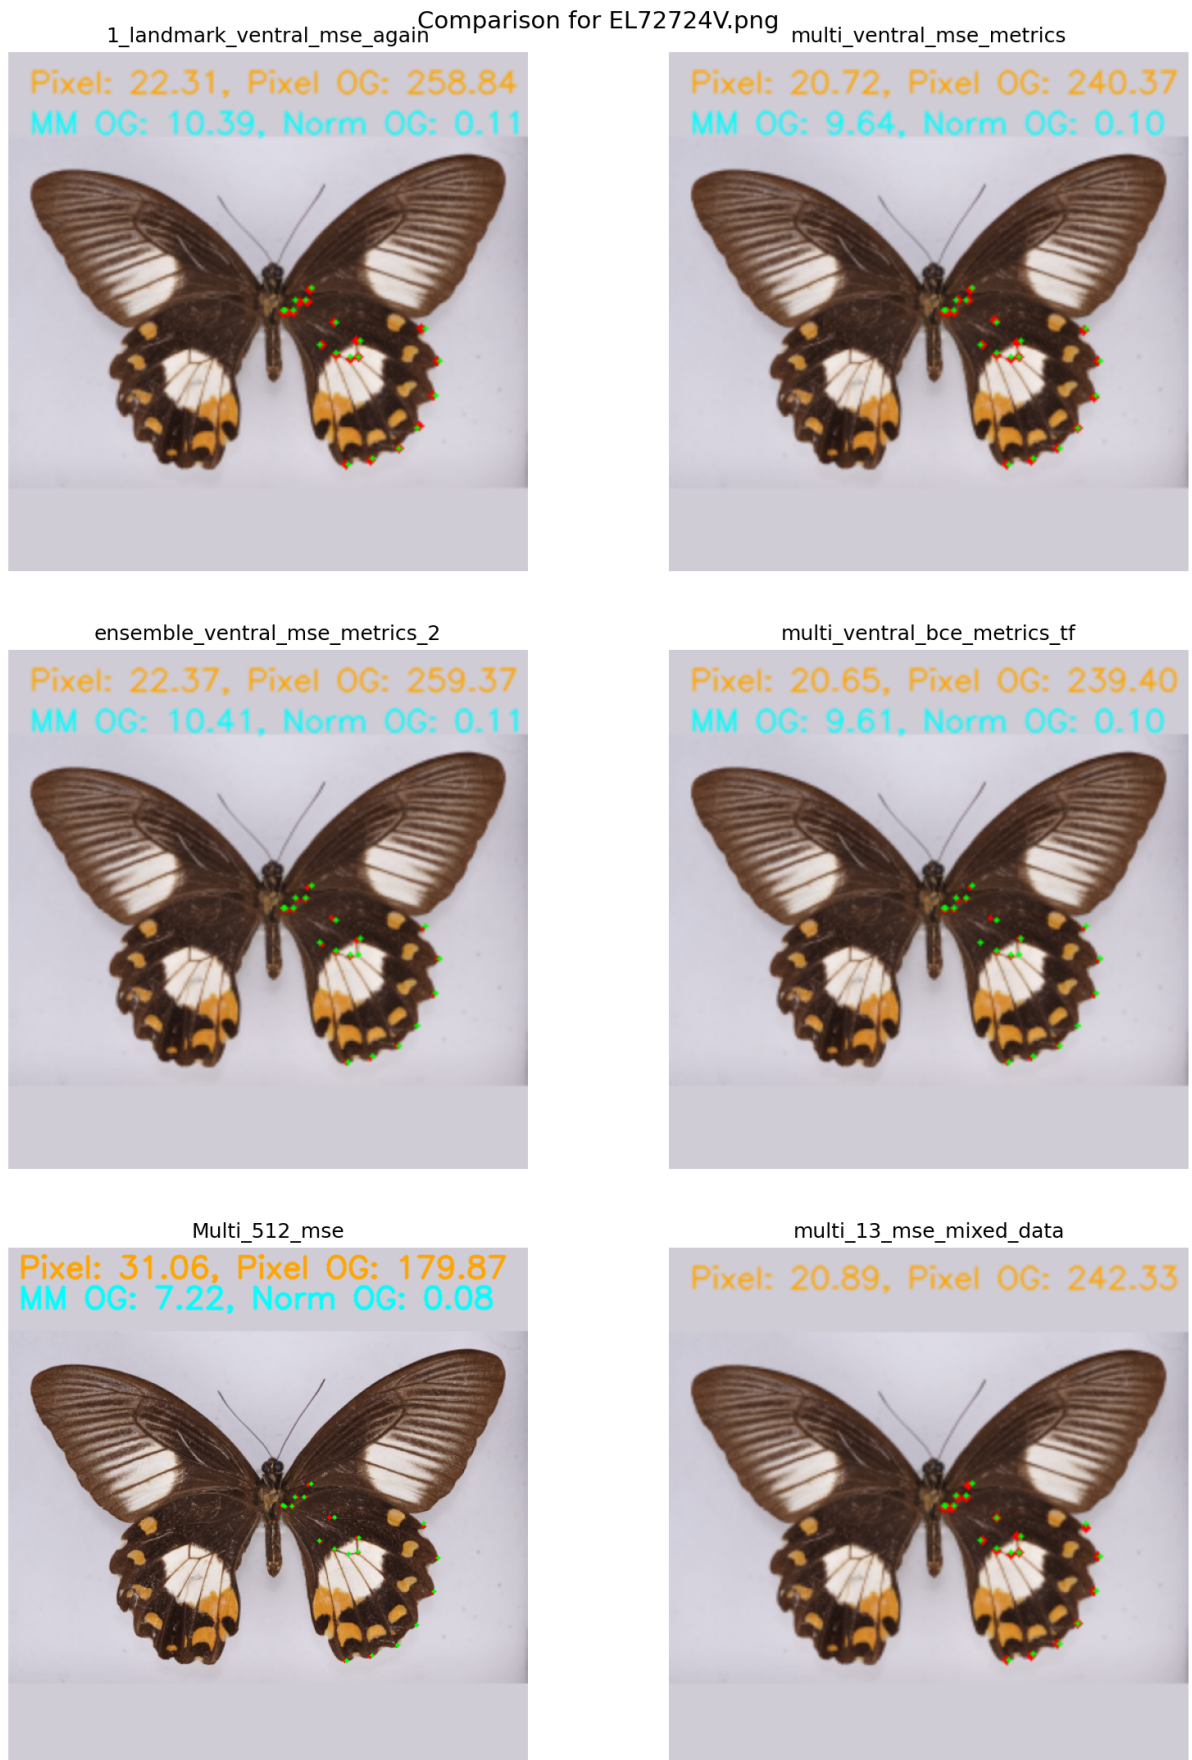 Comparison for EL72724V.png
1_landmark_ventral_mse_again
multi_ventral_mse_metrics
Pixel: 22.31, Pixel OG: 258.84
MM OG: 10.39, Norm OG: 0.11
Pixel: 20.72, Pixel OG: 240.37
MM OG: 9.64, Norm OG: 0.10
ensemble_ventral_mse_metrics_2
multi_ventral_bce_metrics_tf
Pixel: 22.37, Pixel OG: 259.37
MM OG: 10.41, Norm OG: 0.11
Pixel: 20.65, Pixel OG: 239.40
MM OG: 9.61, Norm OG: 0.10
Multi_512_mse
multi_13_mse_mixed_data
Pixel: 31.06, Pixel OG: 179.87
MM OG: 7.22, Norm OG: 0.08
Pixel: 20.89, Pixel OG: 242.33